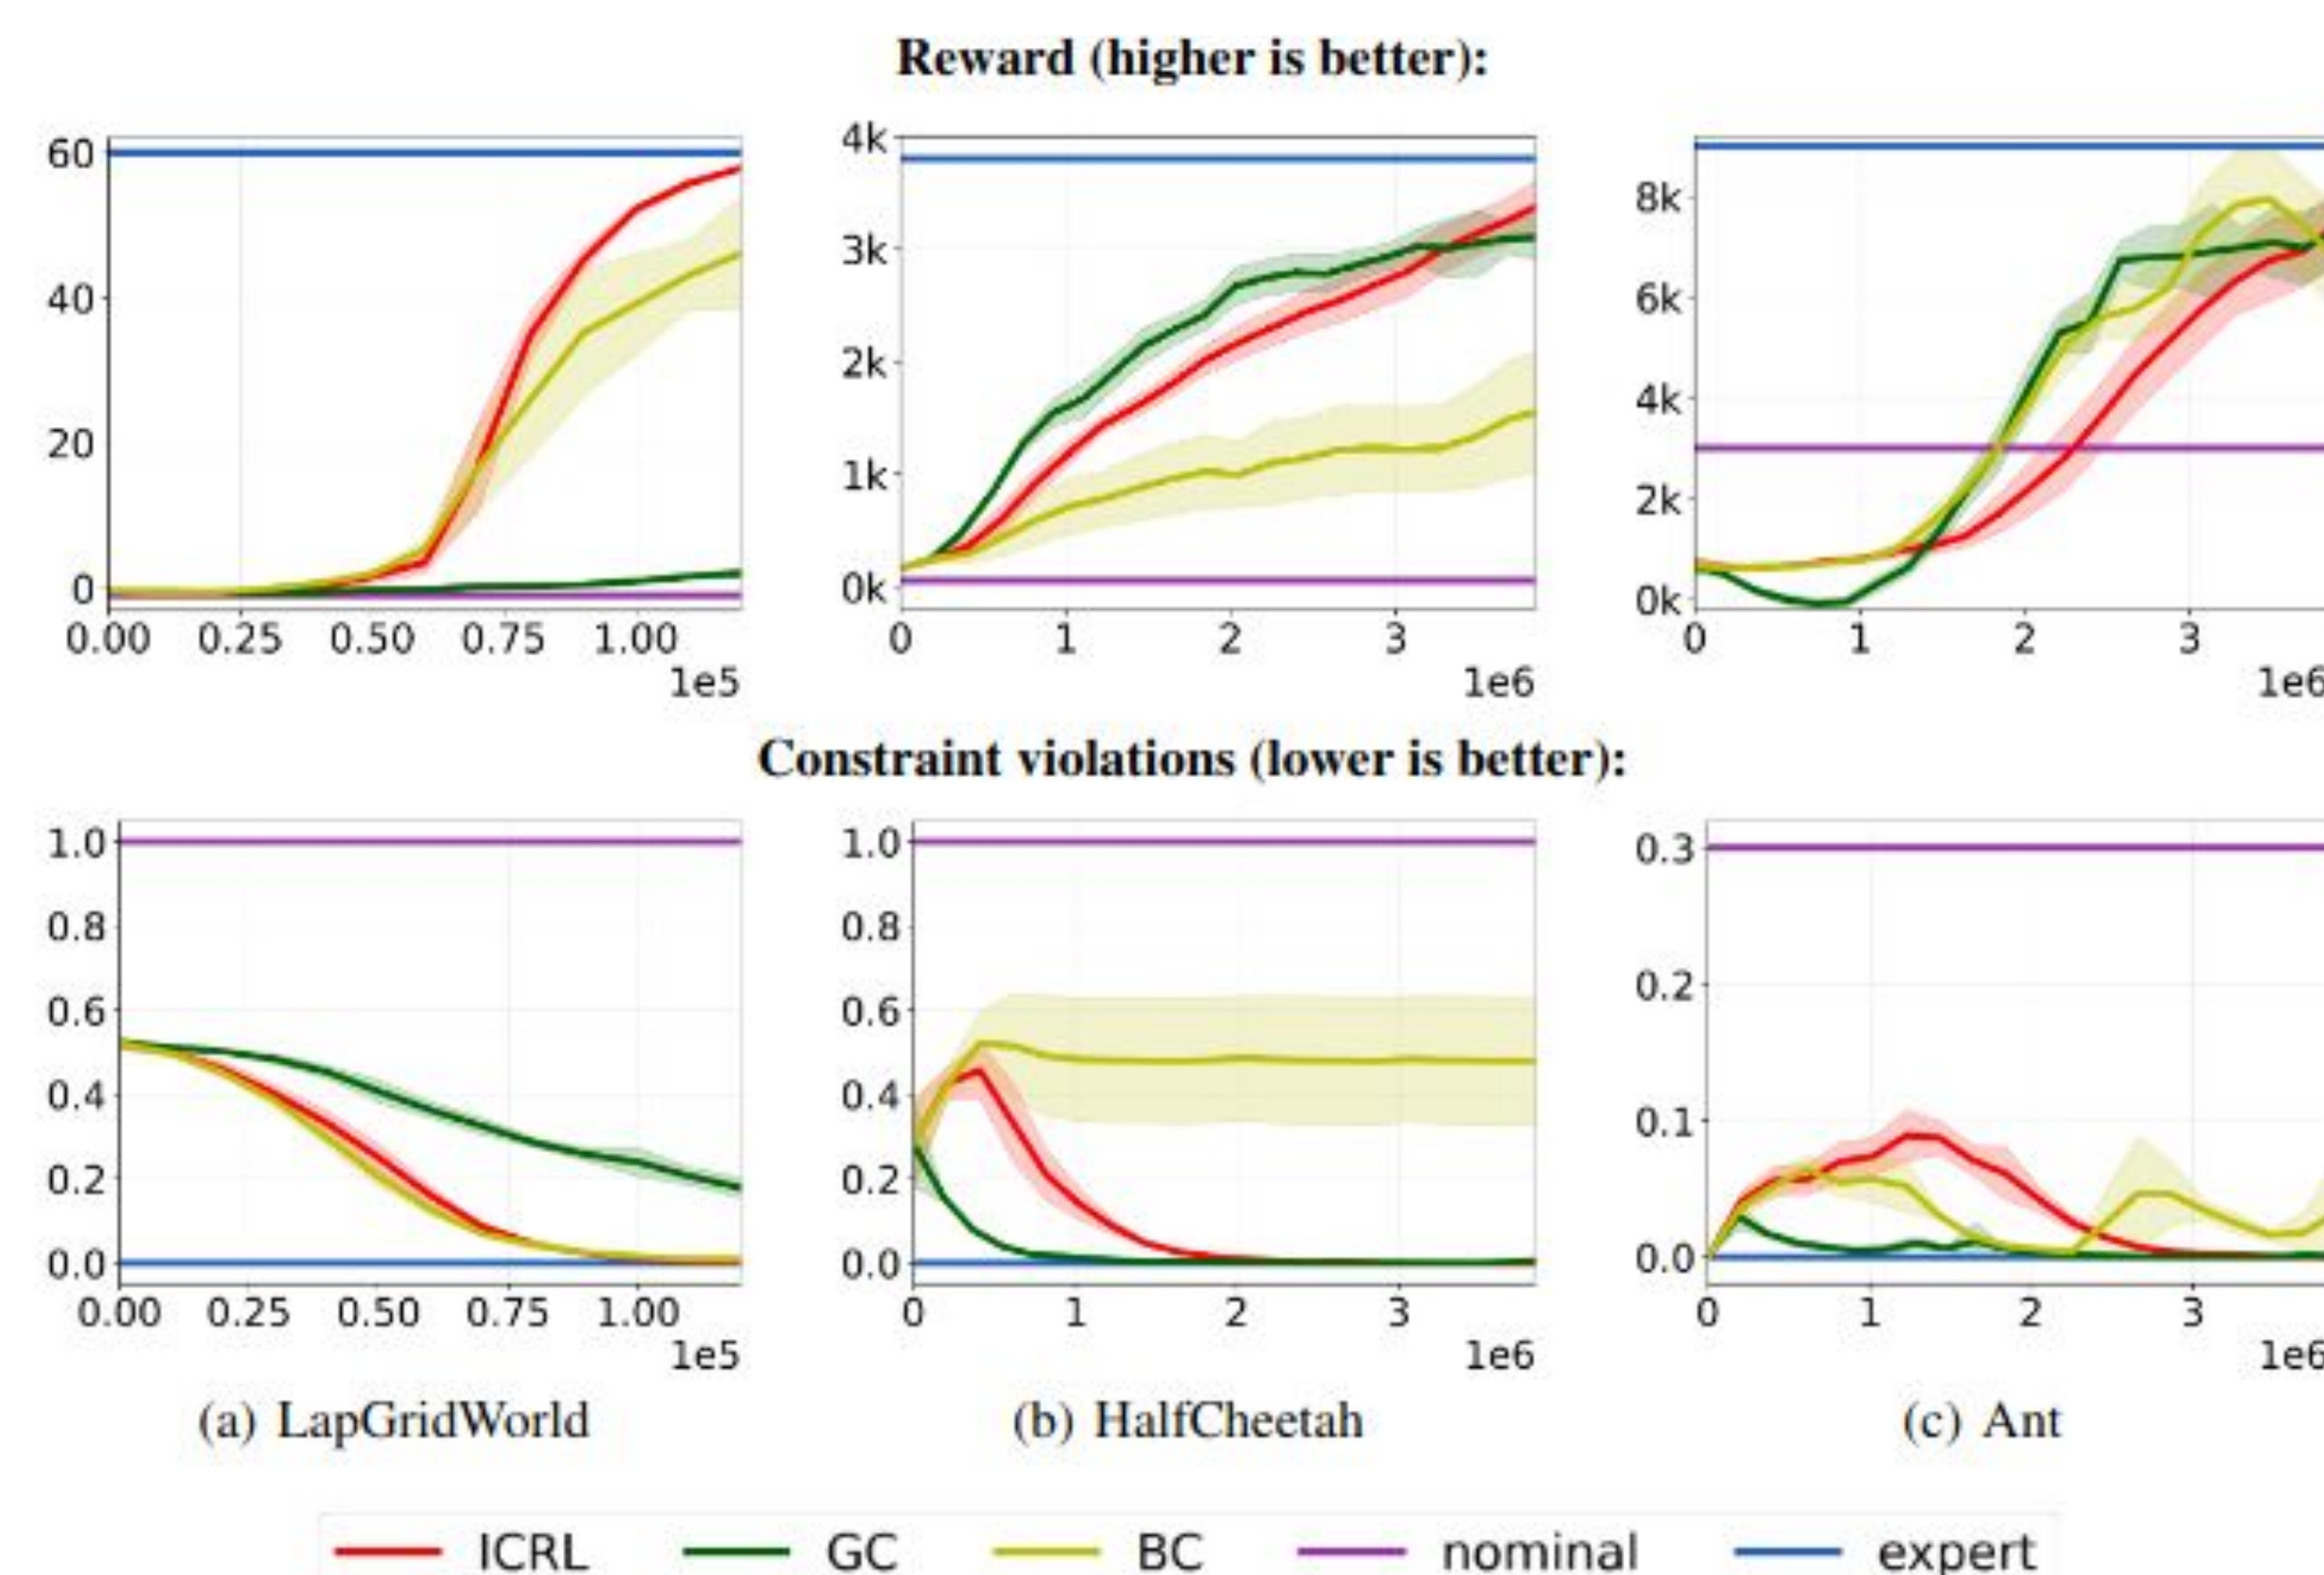 Reward (higher is better):
60
40
20
0
0.00 0.25 0.50 0.75 1.00
1e5
4k
3k
2k
1k
0k
0 1 2 3
1e6
8k
6k
4k
2k
0k
0 1 2 3
1e6
Constraint violations (lower is better):
1.0
0.8
0.6
0.4
0.2
0.0
0.00 0.25 0.50 0.75 1.00
1e5
1.0
0.8
0.6
0.4
0.2
0.0
0 1 2 3
1e6
0.3
0.2
0.1
0.0
0 1 2 3
1e6
(a) LapGridWorld
(b) HalfCheetah
(c) Ant
ICRL GC BC nominal expert